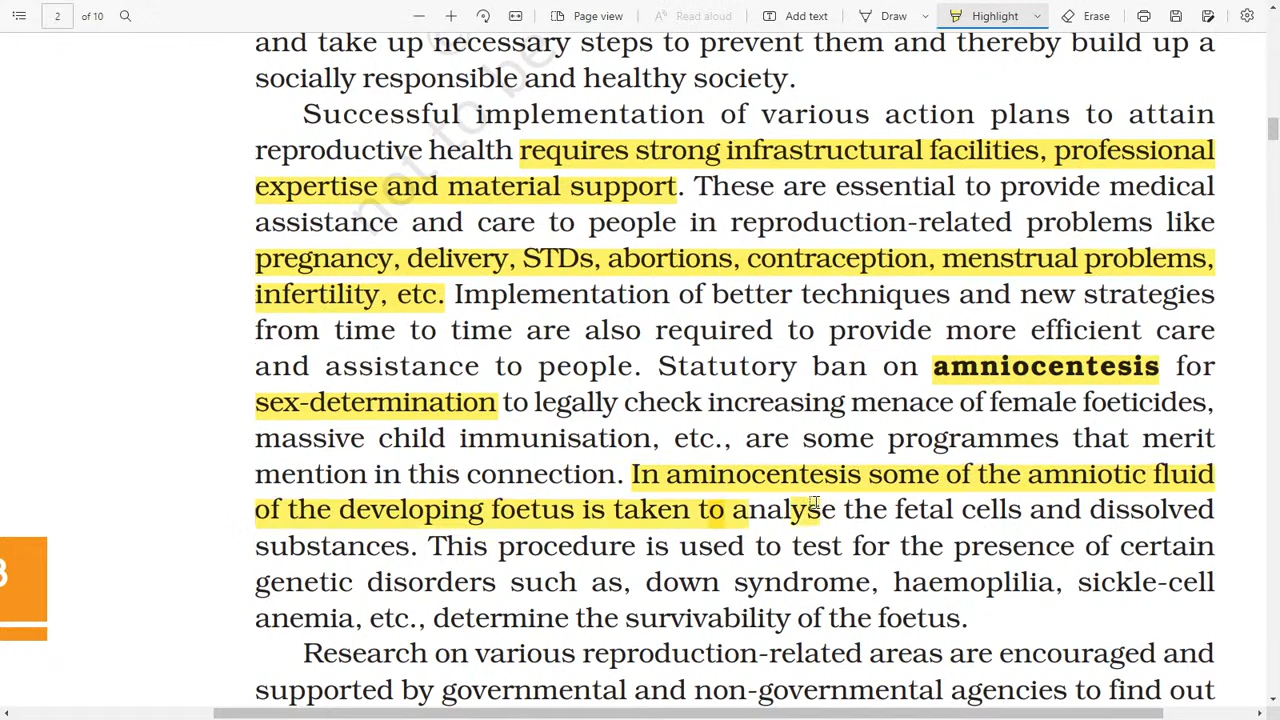 2 of 10 Page view Read aloud Add text Draw Highlight Erase
and take up necessary steps to prevent them and thereby build up a
socially responsible and healthy society.
Successful implementation of various action plans to attain
reproductive health requires strong infrastructural facilities, professional
expertise and material support. These are essential to provide medical
assistance and care to people in reproduction-related problems like
pregnancy, delivery, STDs, abortions, contraception, menstrual problems,
infertility, etc. Implementation of better techniques and new strategies
from time to time are also required to provide more efficient care
and assistance to people. Statutory ban on amniocentesis for
sex-determination to legally check increasing menace of female foeticides,
massive child immunisation, etc., are some programmes that merit
mention in this connection. In aminocentesis some of the amniotic fluid
of the developing foetus is taken to analyse the fetal cells and dissolved
substances. This procedure is used to test for the presence of certain
genetic disorders such as, down syndrome, haemoplilia, sickle-cell
anemia, etc., determine the survivability of the foetus.
Research on various reproduction-related areas are encouraged and
supported by governmental and non-governmental agencies to find out
not to be